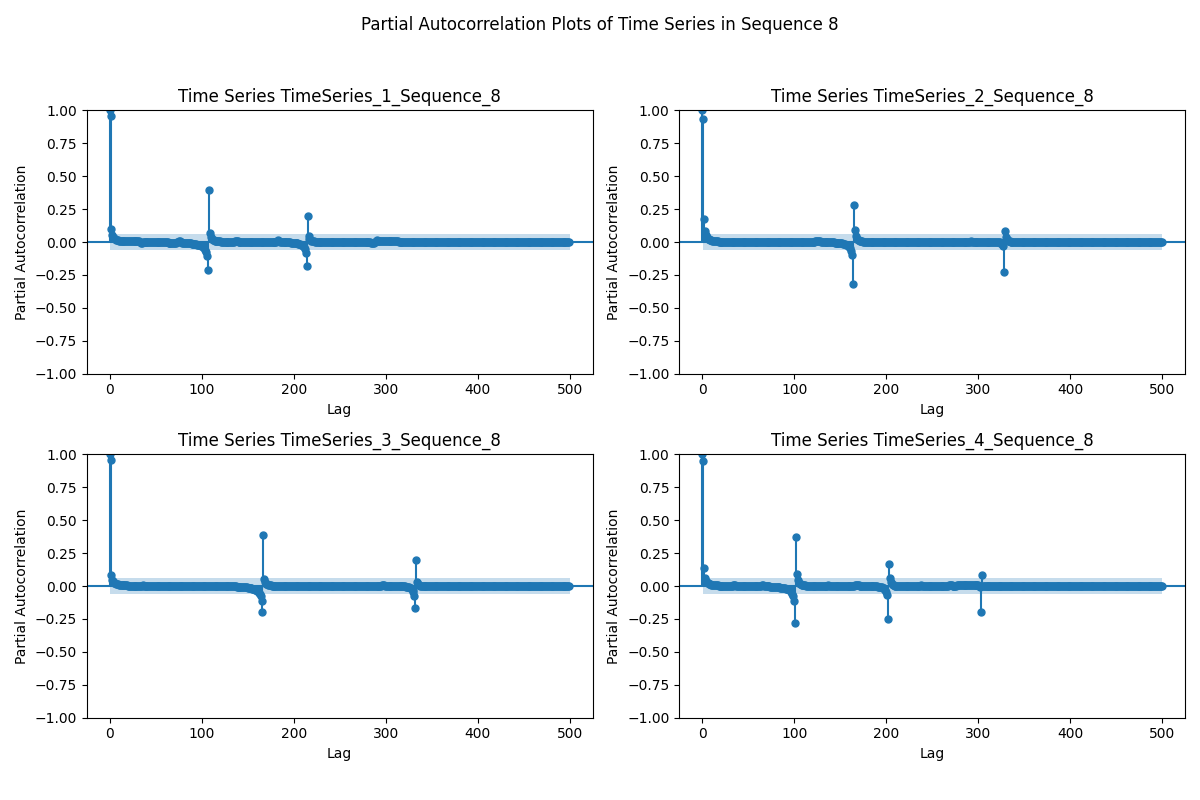 Partial Autocorrelation Plots of Time Series in Sequence 8
Time Series TimeSeries_1_Sequence_8
Partial Autocorrelation
1.00
0.75
0.50
0.25
0.00
−0.25
−0.50
−0.75
−1.00
0 100 200 300 400 500
Lag
Time Series TimeSeries_2_Sequence_8
Partial Autocorrelation
1.00
0.75
0.50
0.25
0.00
−0.25
−0.50
−0.75
−1.00
0 100 200 300 400 500
Lag
Time Series TimeSeries_3_Sequence_8
Partial Autocorrelation
1.00
0.75
0.50
0.25
0.00
−0.25
−0.50
−0.75
−1.00
0 100 200 300 400 500
Lag
Time Series TimeSeries_4_Sequence_8
Partial Autocorrelation
1.00
0.75
0.50
0.25
0.00
−0.25
−0.50
−0.75
−1.00
0 100 200 300 400 500
Lag